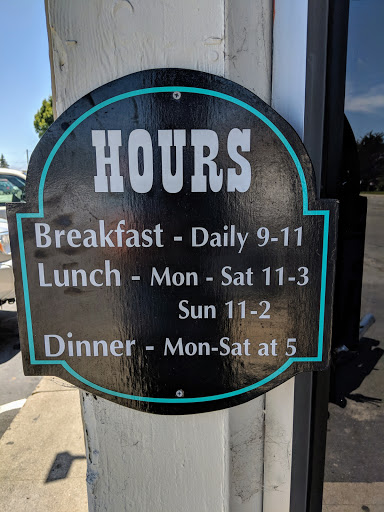 HOURS
Breakfast - Daily 9-11
Lunch - Mon - Sat 11-3
Sun 11-2
Dinner - Mon-Sat at 5